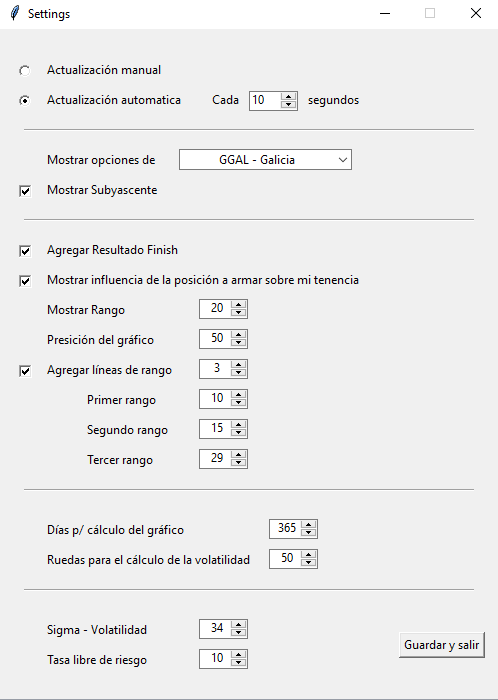 Settings
Actualización manual
Actualización automatica Cada 10 segundos
Mostrar opciones de GGAL - Galicia
Mostrar Subyascente
Agregar Resultado Finish
Mostrar influencia de la posición a armar sobre mi tenencia
Mostrar Rango 20
Presición del gráfico 50
Agregar líneas de rango 3
Primer rango 10
Segundo rango 15
Tercer rango 29
Días p/ cálculo del gráfico 365
Ruedas para el cálculo de la volatilidad 50
Sigma - Volatilidad 34
Guardar y salir
Tasa libre de riesgo 10